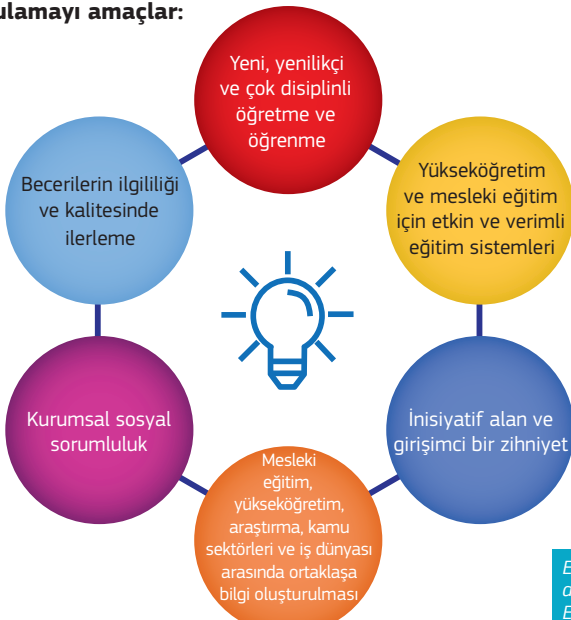 amaçlar:
Yeni, yenilikçi
ve çok disiplinli
öğretme ve
öğrenme
Yükseköğretim
ve mesleki eğitim
için etkin ve verimli
eğitim sistemleri
İnisiyatif alan ve
girişimci bir zihniyet
Mesleki
eğitim,
yükseköğretim,
araştırma, kamu
sektörleri ve iş dünyası
arasında ortaklaşa
bilgi oluşturulması
Kurumsal sosyal
sorumluluk
Becerilerin ilgililiği
ve kalitesinde
ilerleme